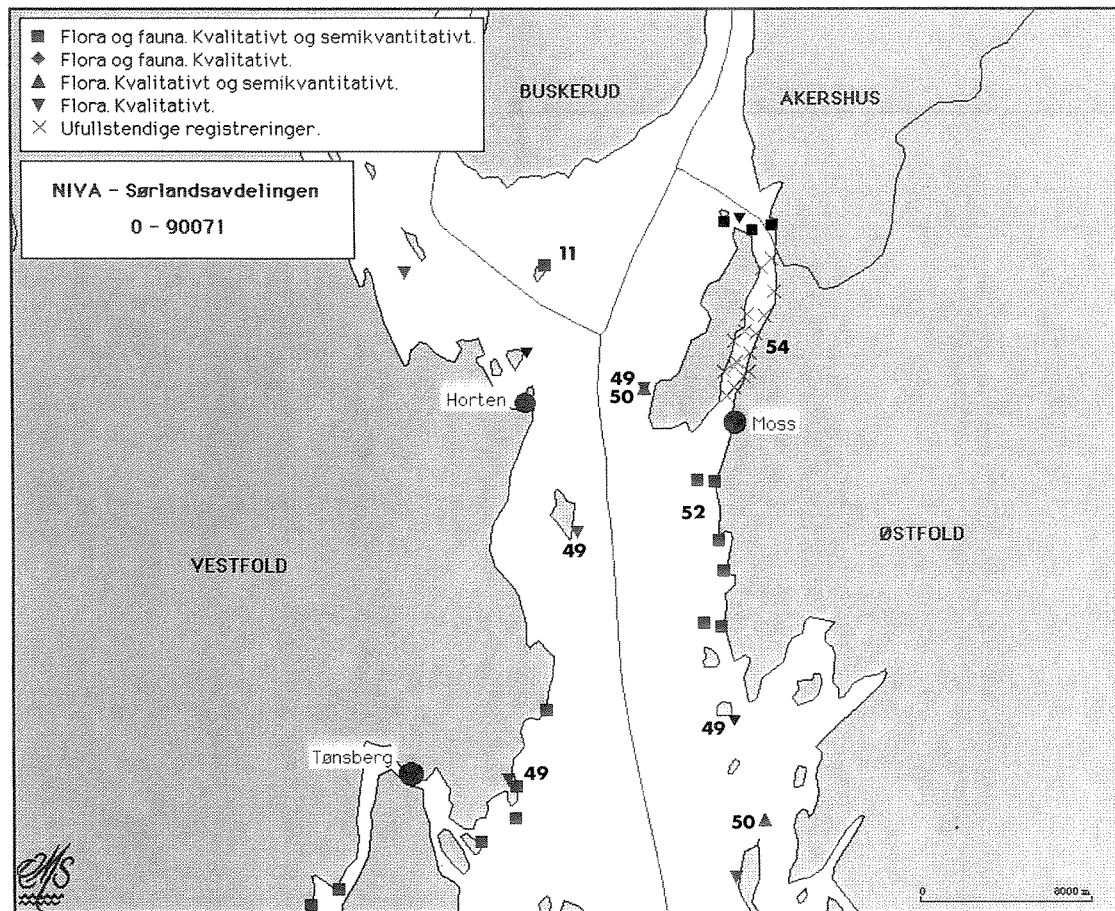 Flora og fauna. Kvalitativt og semikvantitativt.
Flora og fauna. Kvalitativt.
Flora. Kvalitativt og semikvantitativt.
Flora. Kvalitativt.
Ufullstendige registreringer.
NIVA - Sørlandsavdelingen
0 - 90071
BUSKERUD
AKERSHUS
11
54
49
50
Horten
Moss
52
49
ØSTFOLD
VESTFOLD
49
Tønsberg
49
50
0
8000 m